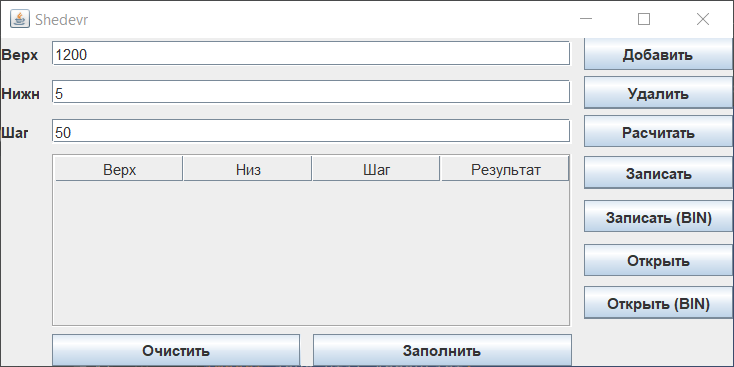 Shedevr
Верх 1200 Добавить
Нижн 5 Удалить
Шаг 50 Расчитать
Верх Низ Шаг Результат
Записать
Записать (BIN)
Открыть
Открыть (BIN)
Очистить Заполнить